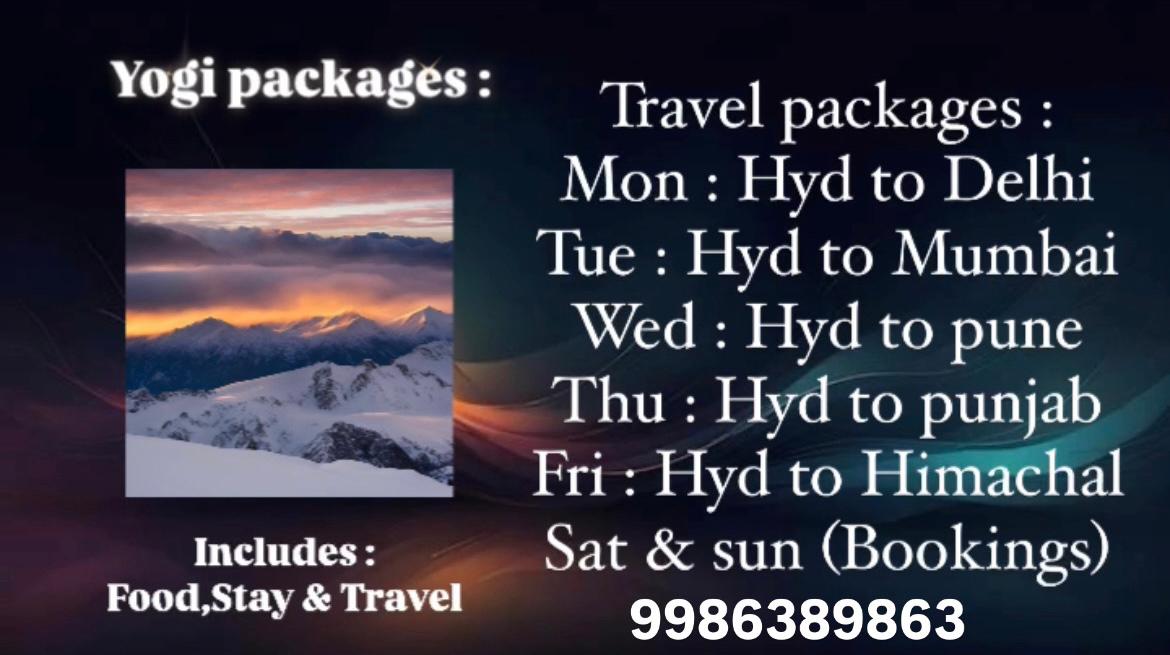 Yogi packages :
Includes :
Food,Stay & Travel
Travel packages :
Mon : Hyd to Delhi
Tue : Hyd to Mumbai
Wed : Hyd to pune
Thu : Hyd to punjab
Fri : Hyd to Himachal
Sat & sun (Bookings)
9986389863